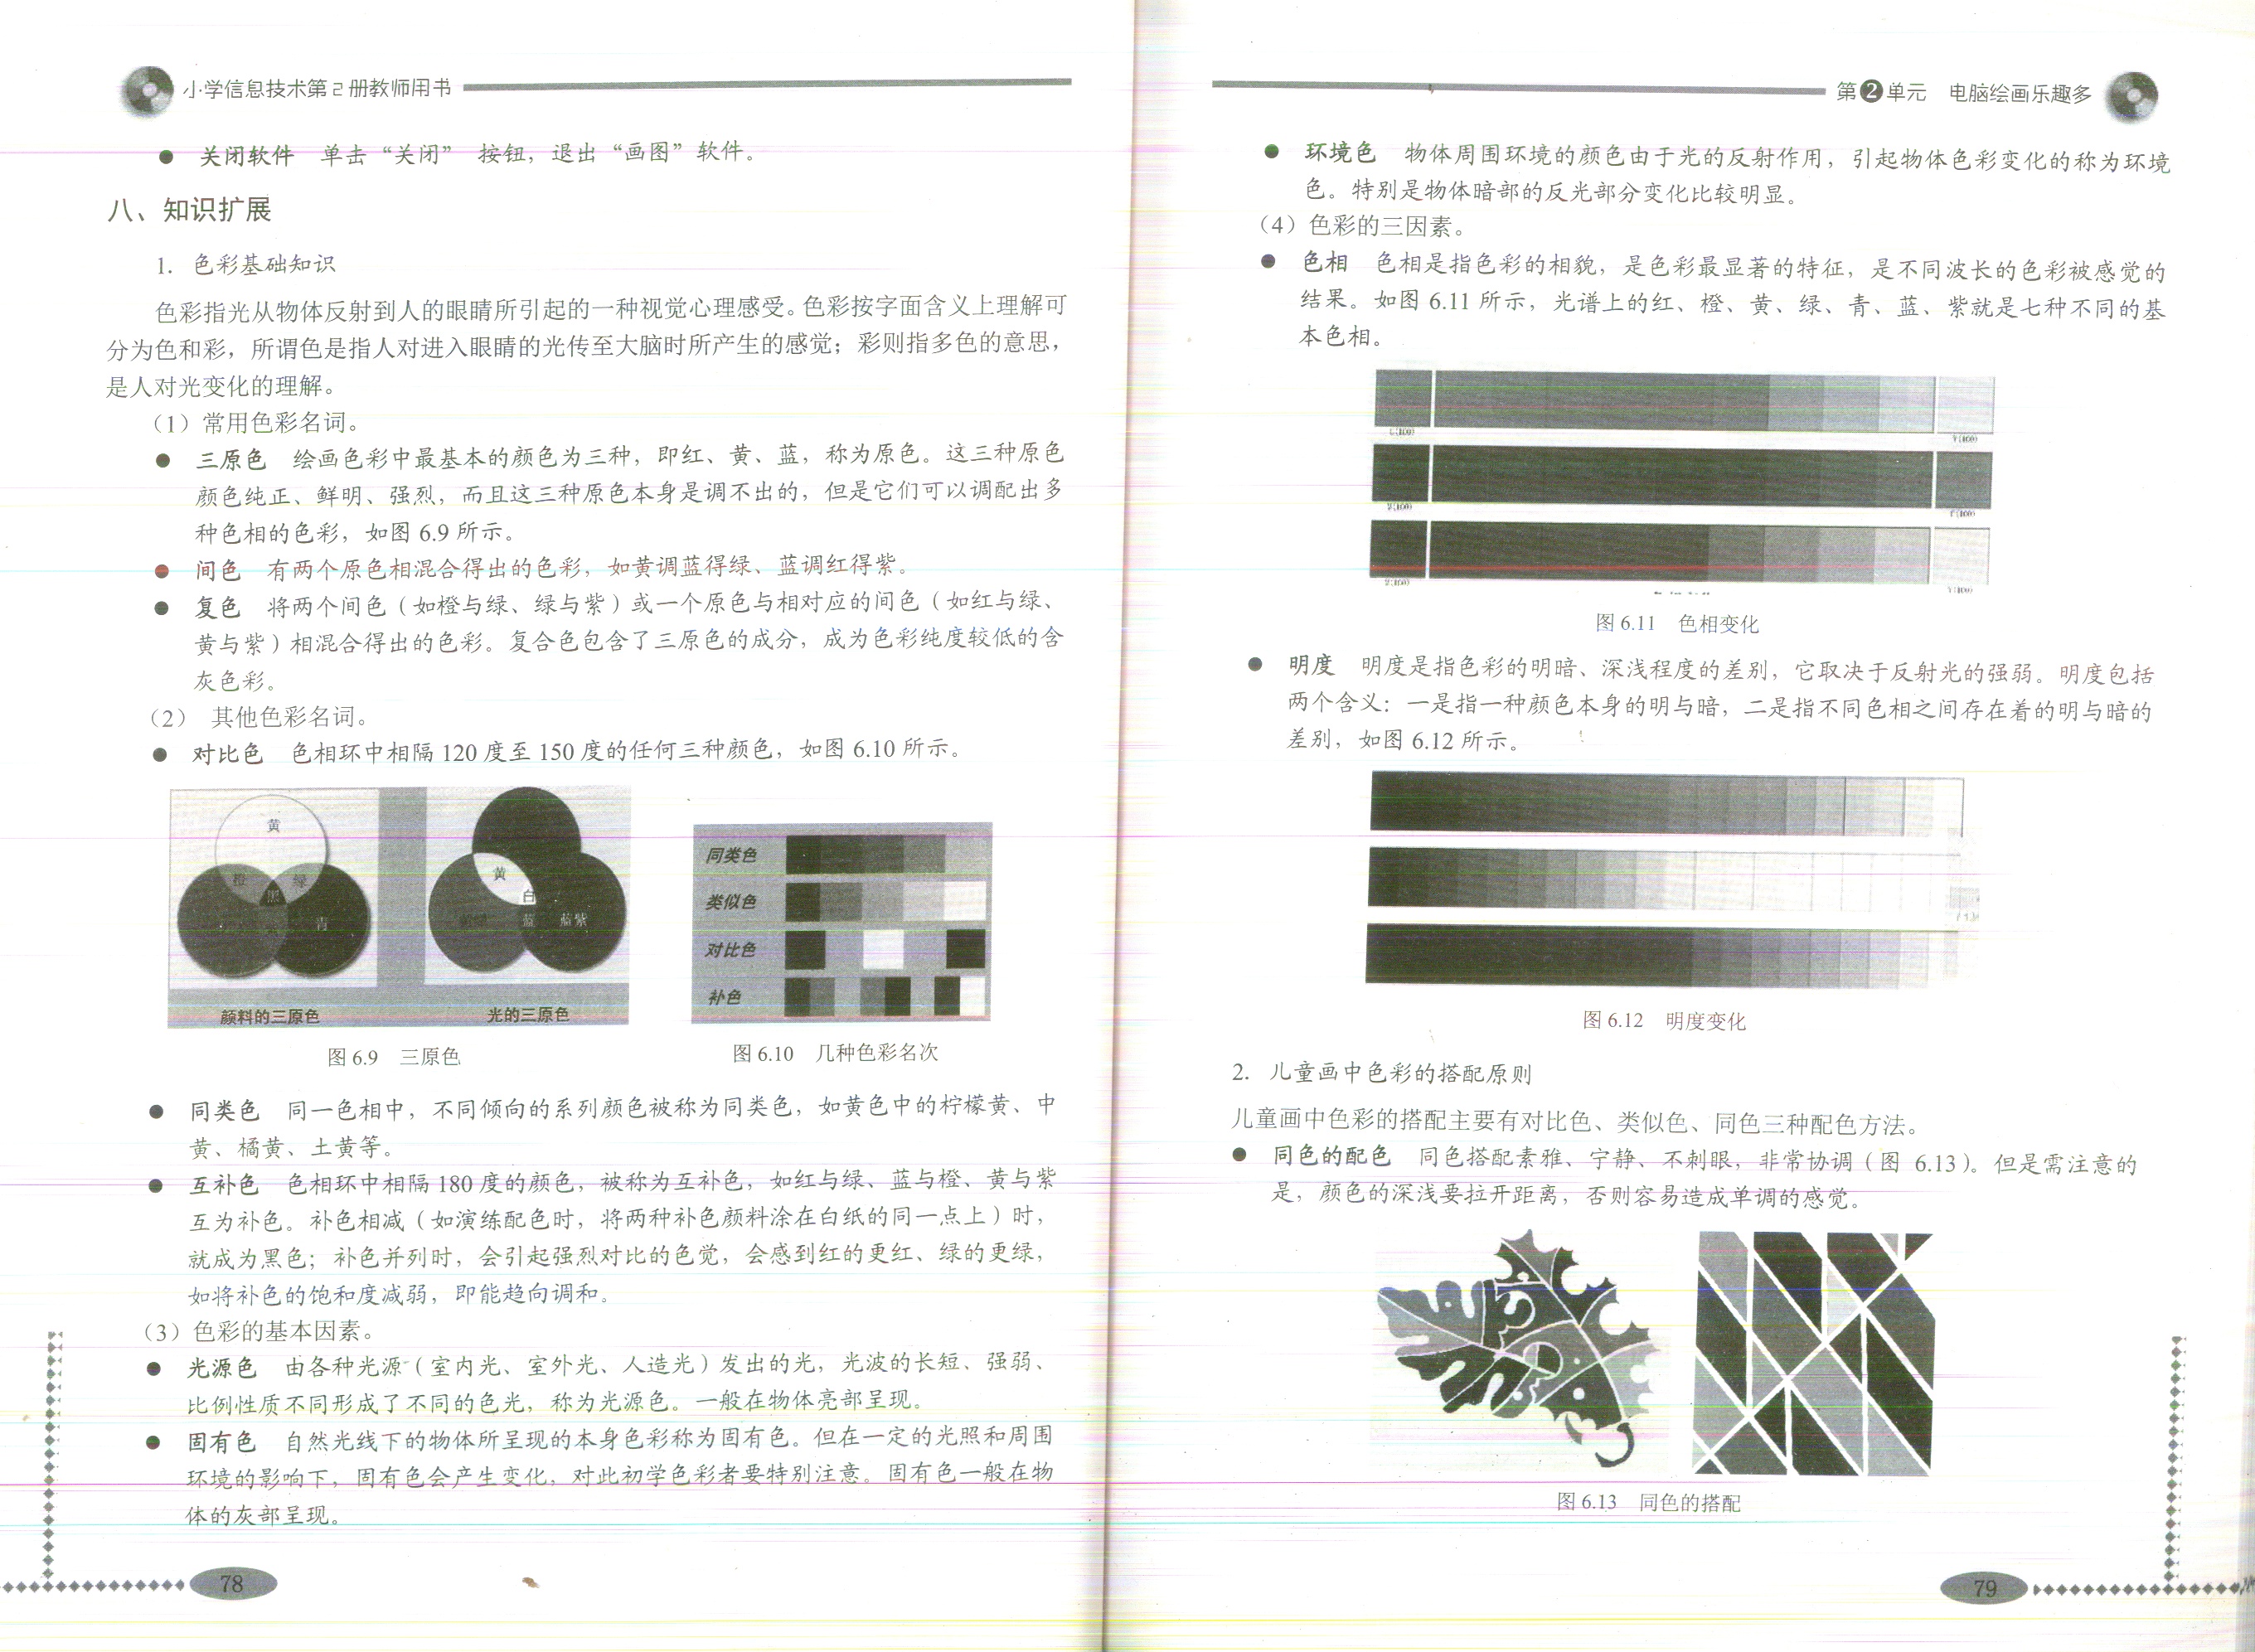 小学信息技术第2册教师用书
● 关闭软件 单击“关闭” 按钮，退出“画图”软件。
八、知识扩展
1. 色彩基础知识
色彩指光从物体反射到人的眼睛所引起的一种视觉心理感受。色彩按字面含义上理解可
分为色和彩，所谓色是指人对进入眼睛的光传至大脑时所产生的感觉；彩则指多色的意思，
是人对光变化的理解。
（1）常用色彩名词。
● 三原色 绘画色彩中最基本的颜色为三种，即红、黄、蓝，称为原色。这三种原色
颜色纯正、鲜明、强烈，而且这三种原色本身是调不出的，但是它们可以调配出多
种色相的色彩，如图 6.9 所示。
● 间色 有两个原色相混合得出的色彩，如黄调蓝得绿、蓝调红得紫。
● 复色 将两个间色（如橙与绿、绿与紫）或一个原色与相对应的间色（如红与绿、
黄与紫）相混合得出的色彩。复合色包含了三原色的成分，成为色彩纯度较低的含
灰色彩。
（2） 其他色彩名词。
● 对比色 色相环中相隔 120 度至 150 度的任何三种颜色，如图 6.10 所示。
黄
橙
绿
黑
青
颜料的三原色
黄
白
蓝
蓝紫
光的三原色
图 6.9 三原色
同类色
类似色
对比色
补色
图 6.10 几种色彩名次
● 同类色 同一色相中，不同倾向的系列颜色被称为同类色，如黄色中的柠檬黄、中
黄、橘黄、土黄等。
● 互补色 色相环中相隔 180 度的颜色，被称为互补色，如红与绿、蓝与橙、黄与紫
互为补色。补色相减（如演练配色时，将两种补色颜料涂在白纸的同一点上）时，
就成为黑色；补色并列时，会引起强烈对比的色觉，会感到红的更红、绿的更绿，
如将补色的饱和度减弱，即能趋向调和。
（3）色彩的基本因素。
● 光源色 由各种光源（室内光、室外光、人造光）发出的光，光波的长短、强弱、
比例性质不同形成了不同的色光，称为光源色。一般在物体亮部呈现。
● 固有色 自然光线下的物体所呈现的本身色彩称为固有色。但在一定的光照和周围
环境的影响下，固有色会产生变化，对此初学色彩者要特别注意。固有色一般在物
体的灰部呈现。
78
第2单元 电脑绘画乐趣多
● 环境色 物体周围环境的颜色由于光的反射作用，引起物体色彩变化的称为环境
色。特别是物体暗部的反光部分变化比较明显。
（4）色彩的三因素。
● 色相 色相是指色彩的相貌，是色彩最显著的特征，是不同波长的色彩被感觉的
结果。如图 6.11 所示，光谱上的红、橙、黄、绿、青、蓝、紫就是七种不同的基
本色相。
图 6.11 色相变化
● 明度 明度是指色彩的明暗、深浅程度的差别，它取决于反射光的强弱。明度包括
两个含义：一是指一种颜色本身的明与暗，二是指不同色相之间存在着的明与暗的
差别，如图 6.12 所示。
图 6.12 明度变化
2. 儿童画中色彩的搭配原则
儿童画中色彩的搭配主要有对比色、类似色、同色三种配色方法。
● 同色的配色 同色搭配素雅、宁静、不刺眼，非常协调（图 6.13）。但是需注意的
是，颜色的深浅要拉开距离，否则容易造成单调的感觉。
图 6.13 同色的搭配
79